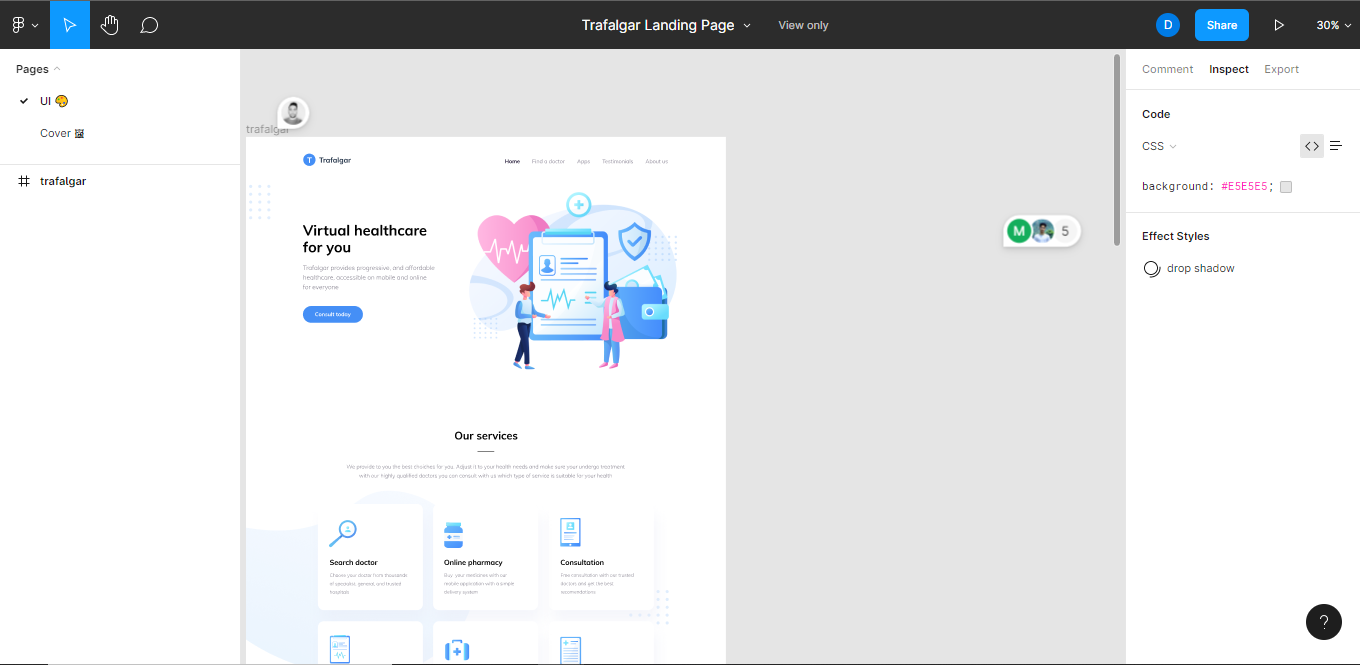 Trafalgar Landing Page
View only
D
Share
30%
Pages
UI 🎨
Cover 🖼
trafalgar
trafalgar
T Trafalgar
Home Find a doctor Apps Testimonials About us
Virtual healthcare
for you
Trafalgar provides progressive, and affordable
healthcare, accessible on mobile and online
for everyone
Consult today
Our services
We provide to you the best choiches for you. Adjust it to your health needs and make sure your undergo treatment
with our highly qualified doctors you can consult with us which type of service is suitable for your health
Search doctor
Choose your doctor from thousands
of specialist, general, and trusted
hospitals
Online pharmacy
Buy your medicines with our
mobile application with a simple
delivery system
Consultation
Free consultation with our trusted
doctors and get the best
recomendations
M 5
Comment Inspect Export
Code
CSS
background: #E5E5E5;
Effect Styles
drop shadow
?